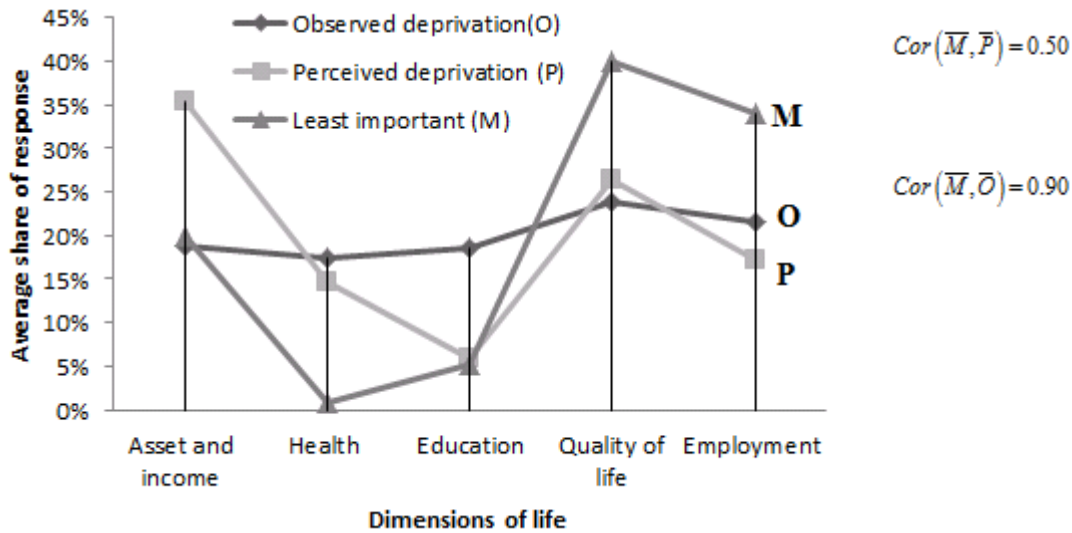 45%
40%
35%
30%
25%
20%
15%
10%
5%
0%
Average share of response
Observed deprivation(O)
Perceived deprivation (P)
Least important (M)
M
O
P
Asset and income
Health
Education
Quality of life
Employment
Dimensions of life
Cor(M̅,P̅)=0.50
Cor(M̅,O̅)=0.90